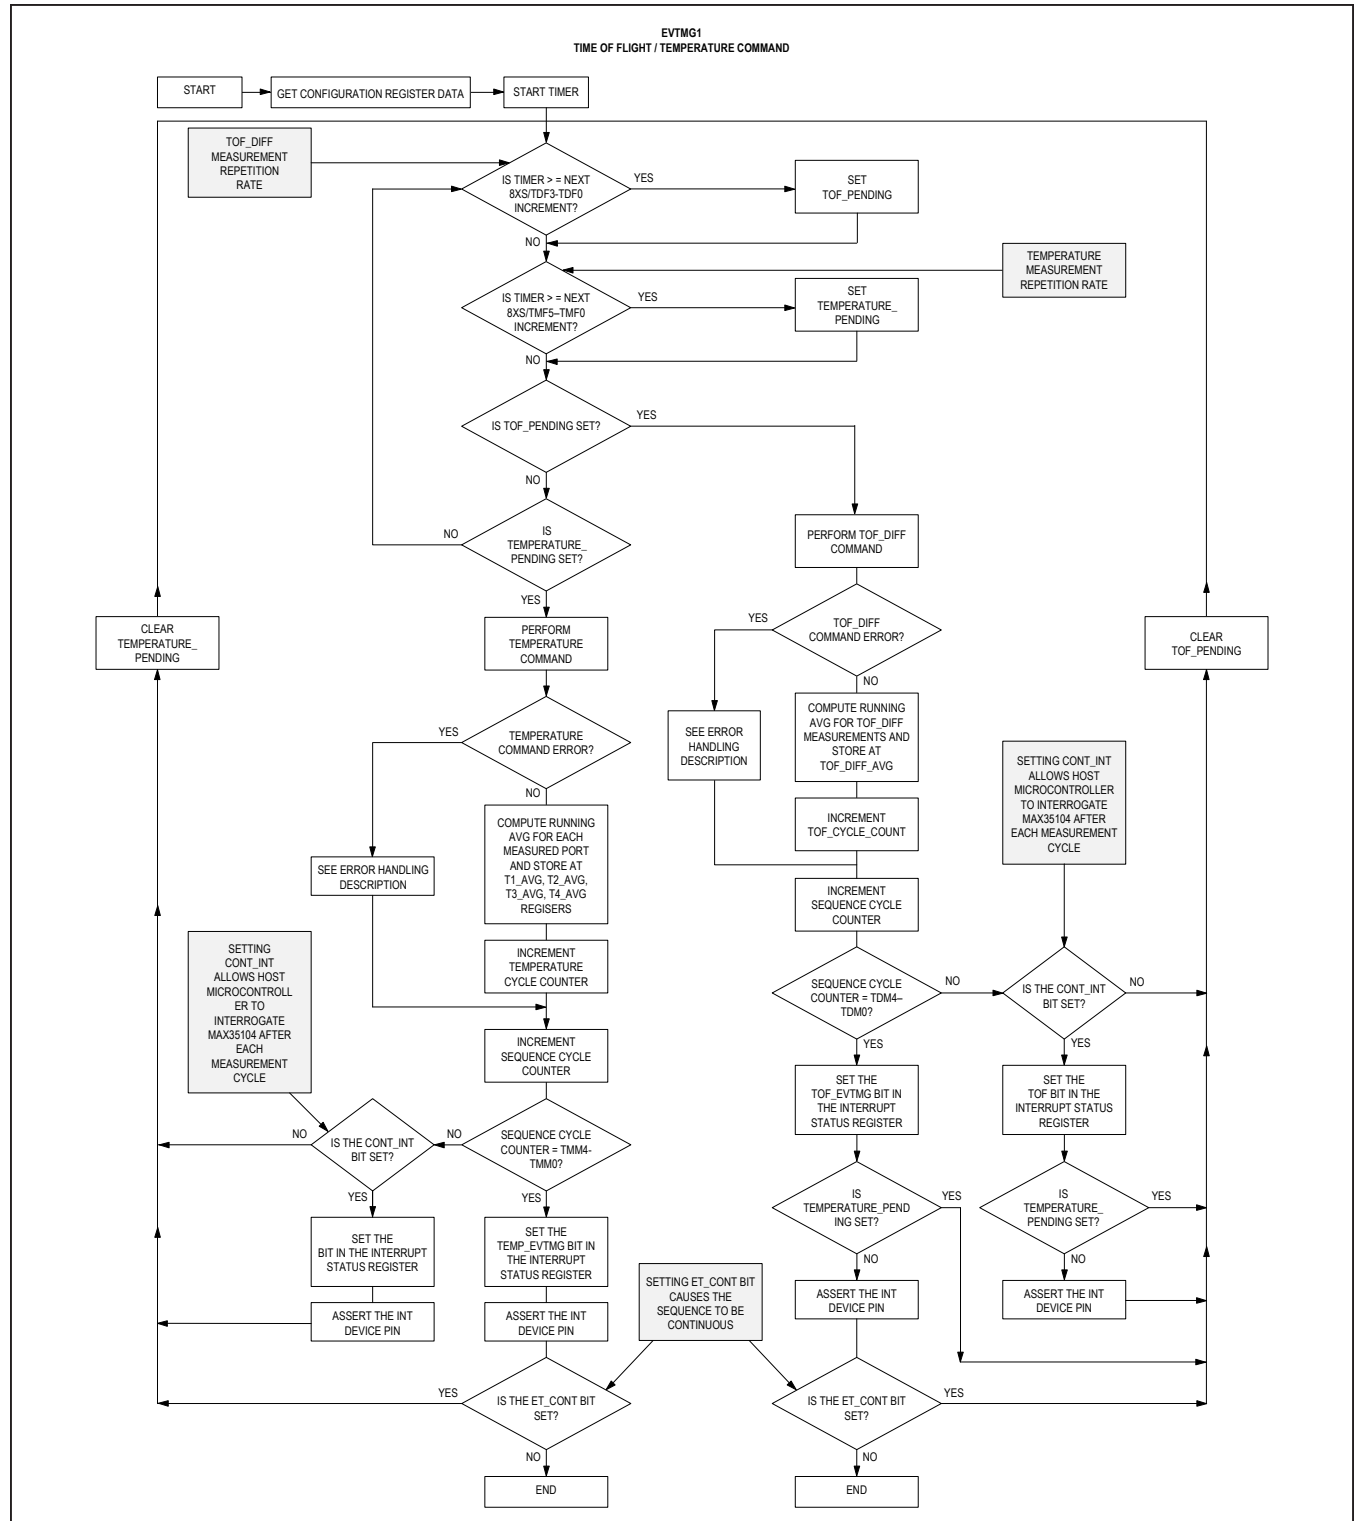 EVTMG1
TIME OF FLIGHT / TEMPERATURE COMMAND
START
GET CONFIGURATION REGISTER DATA
START TIMER
TOF_DIFF
MEASUREMENT
REPETITION
RATE
IS TIMER > = NEXT
8XS/TDF3-TDF0
INCREMENT?
YES
SET
TOF_PENDING
NO
TEMPERATURE
MEASUREMENT
REPETITION RATE
IS TIMER > = NEXT
8XS/TMF5–TMF0
INCREMENT?
YES
SET
TEMPERATURE_
PENDING
NO
IS TOF_PENDING SET?
YES
NO
IS
TEMPERATURE_
PENDING SET?
NO
YES
PERFORM TOF_DIFF
COMMAND
CLEAR
TEMPERATURE_
PENDING
PERFORM
TEMPERATURE
COMMAND
YES
TOF_DIFF
COMMAND ERROR?
NO
CLEAR
TOF_PENDING
YES
TEMPERATURE
COMMAND ERROR?
NO
SEE ERROR
HANDLING
DESCRIPTION
COMPUTE RUNNING
AVG FOR TOF_DIFF
MEASUREMENTS AND
STORE AT
TOF_DIFF_AVG
SETTING CONT_INT
ALLOWS HOST
MICROCONTROLLER
TO INTERROGATE
MAX35104 AFTER
EACH MEASUREMENT
CYCLE
SEE ERROR HANDLING
DESCRIPTION
COMPUTE RUNNING
AVG FOR EACH
MEASURED PORT
AND STORE AT
T1_AVG, T2_AVG,
T3_AVG, T4_AVG
REGISERS
INCREMENT
TOF_CYCLE_COUNT
INCREMENT
SEQUENCE CYCLE
COUNTER
SETTING
CONT_INT
ALLOWS HOST
MICROCONTROLL
ER TO
INTERROGATE
MAX35104 AFTER
EACH
MEASUREMENT
CYCLE
INCREMENT
TEMPERATURE
CYCLE COUNTER
SEQUENCE CYCLE
COUNTER = TDM4–
TDM0?
NO
YES
IS THE CONT_INT
BIT SET?
NO
YES
INCREMENT
SEQUENCE CYCLE
COUNTER
SET THE
TOF_EVTMG BIT IN
THE INTERRUPT
STATUS REGISTER
SET THE
TOF BIT IN THE
INTERRUPT STATUS
REGISTER
NO
IS THE CONT_INT
BIT SET?
YES
NO
SEQUENCE CYCLE
COUNTER = TMM4-
TMM0?
YES
IS
TEMPERATURE_PEND
ING SET?
YES
NO
IS
TEMPERATURE_
PENDING SET?
YES
NO
SET THE
BIT IN THE INTERRUPT
STATUS REGISTER
SET THE
TEMP_EVTMG BIT IN
THE INTERRUPT
STATUS REGISTER
SETTING ET_CONT BIT
CAUSES THE
SEQUENCE TO BE
CONTINUOUS
ASSERT THE INT
DEVICE PIN
ASSERT THE INT
DEVICE PIN
ASSERT THE INT
DEVICE PIN
ASSERT THE INT
DEVICE PIN
YES
IS THE ET_CONT BIT
SET?
NO
IS THE ET_CONT BIT
SET?
YES
NO
END
END